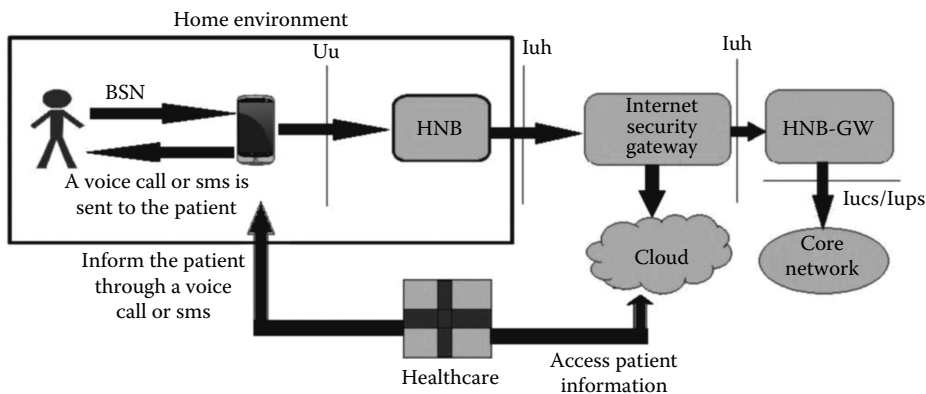 Home environment
Uu
Iuh
Iuh
BSN
HNB
Internet
security
gateway
HNB-GW
A voice call or sms is
sent to the patient
Iucs/Iups
Inform the patient
through a voice
call or sms
Cloud
Core
network
Healthcare
Access patient
information